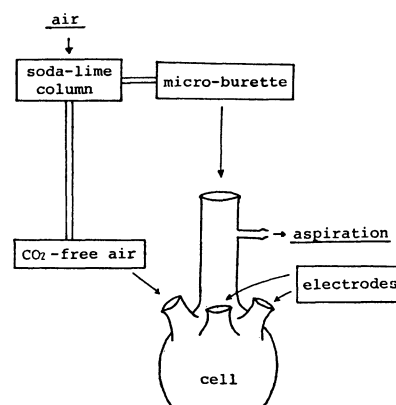 air
soda-lime
column
micro-burette
aspiration
CO2-free air
electrodes
cell